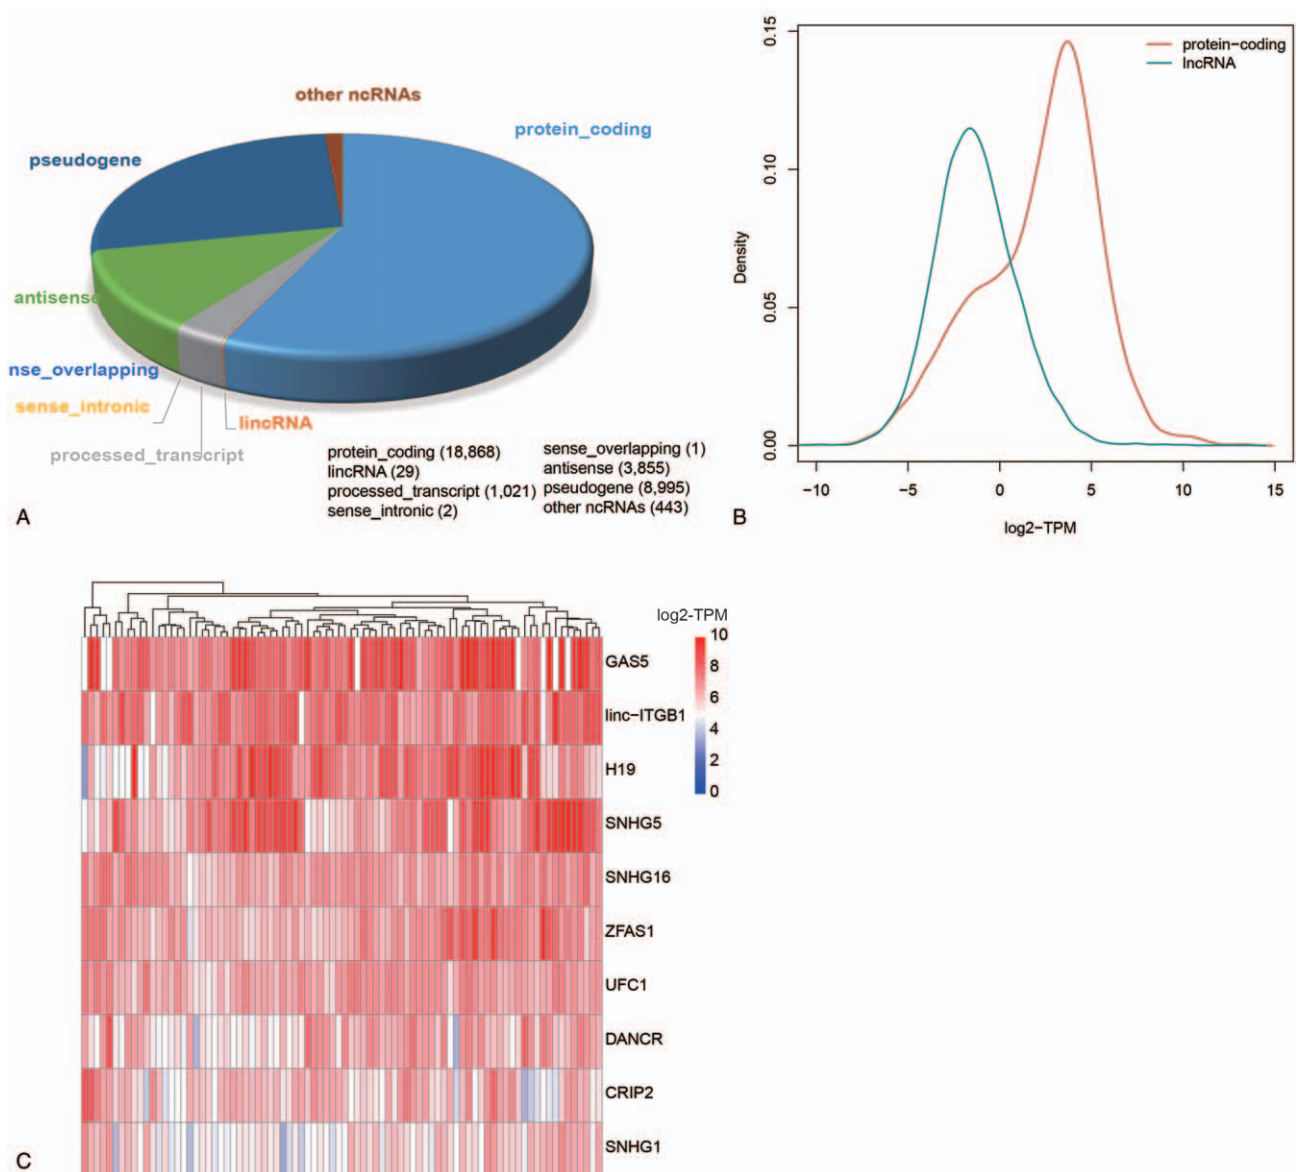 other ncRNAs
protein_coding
pseudogene
antisense
nse_overlapping
sense_intronic
lincRNA
processed_transcript
protein_coding (18,868)
lincRNA (29)
processed_transcript (1,021)
sense_intronic (2)
sense_overlapping (1)
antisense (3,855)
pseudogene (8,995)
other ncRNAs (443)
A
protein−coding
lncRNA
0.15
0.10
0.05
0.00
Density
−10
−5
0
5
10
15
log2−TPM
B
log2-TPM
10
8
6
4
2
0
GAS5
linc−ITGB1
H19
SNHG5
SNHG16
ZFAS1
UFC1
DANCR
CRIP2
SNHG1
C